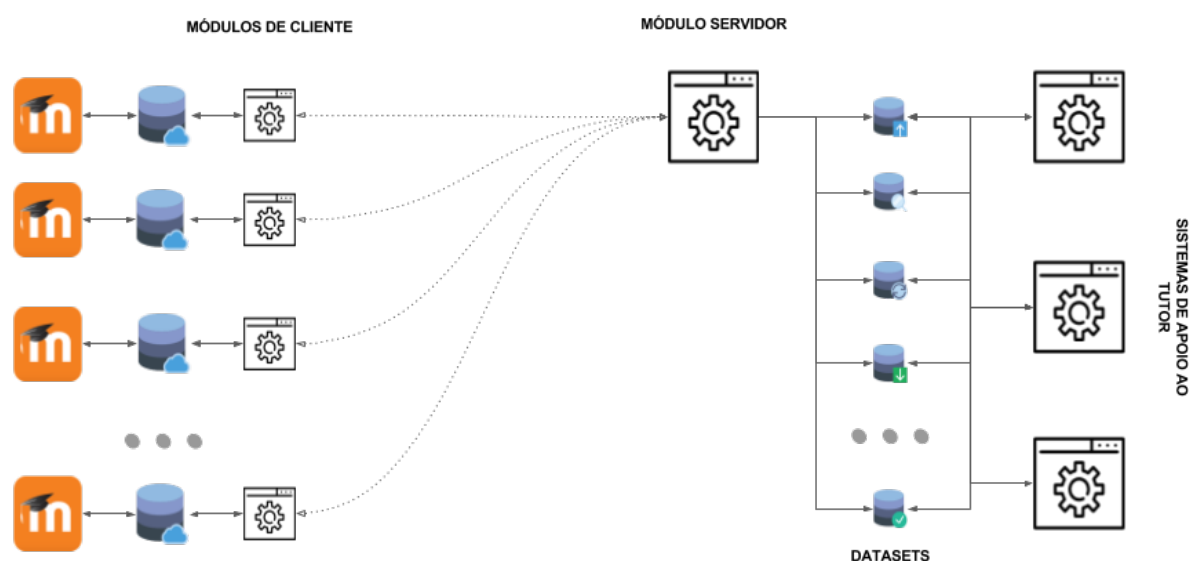 MÓDULOS DE CLIENTE
MÓDULO SERVIDOR
m
m
m
m
SISTEMAS DE APOIO AO
TUTOR
DATASETS